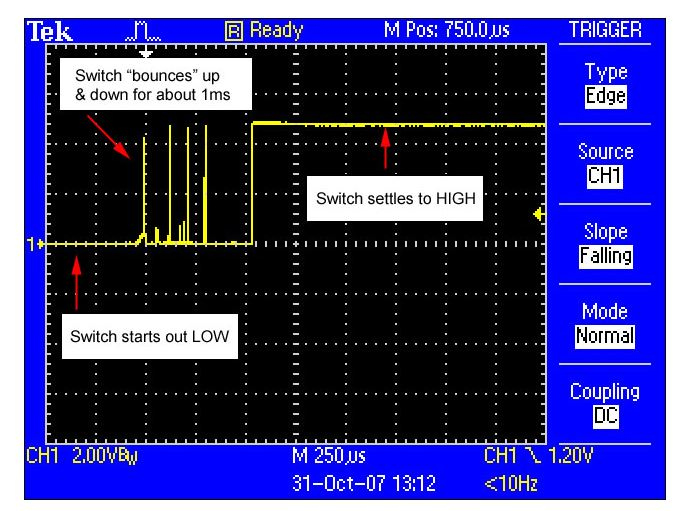 Tek
R Ready
M Pos: 750.0µs
TRIGGER
Switch “bounces” up
& down for about 1ms
Type
Edge
Source
CH1
Switch settles to HIGH
Slope
Falling
1
Switch starts out LOW
Mode
Normal
Coupling
DC
CH1 2.00VBW
M 250µs
CH1 \ 1.20V
31-Oct-07 13:12
<10Hz